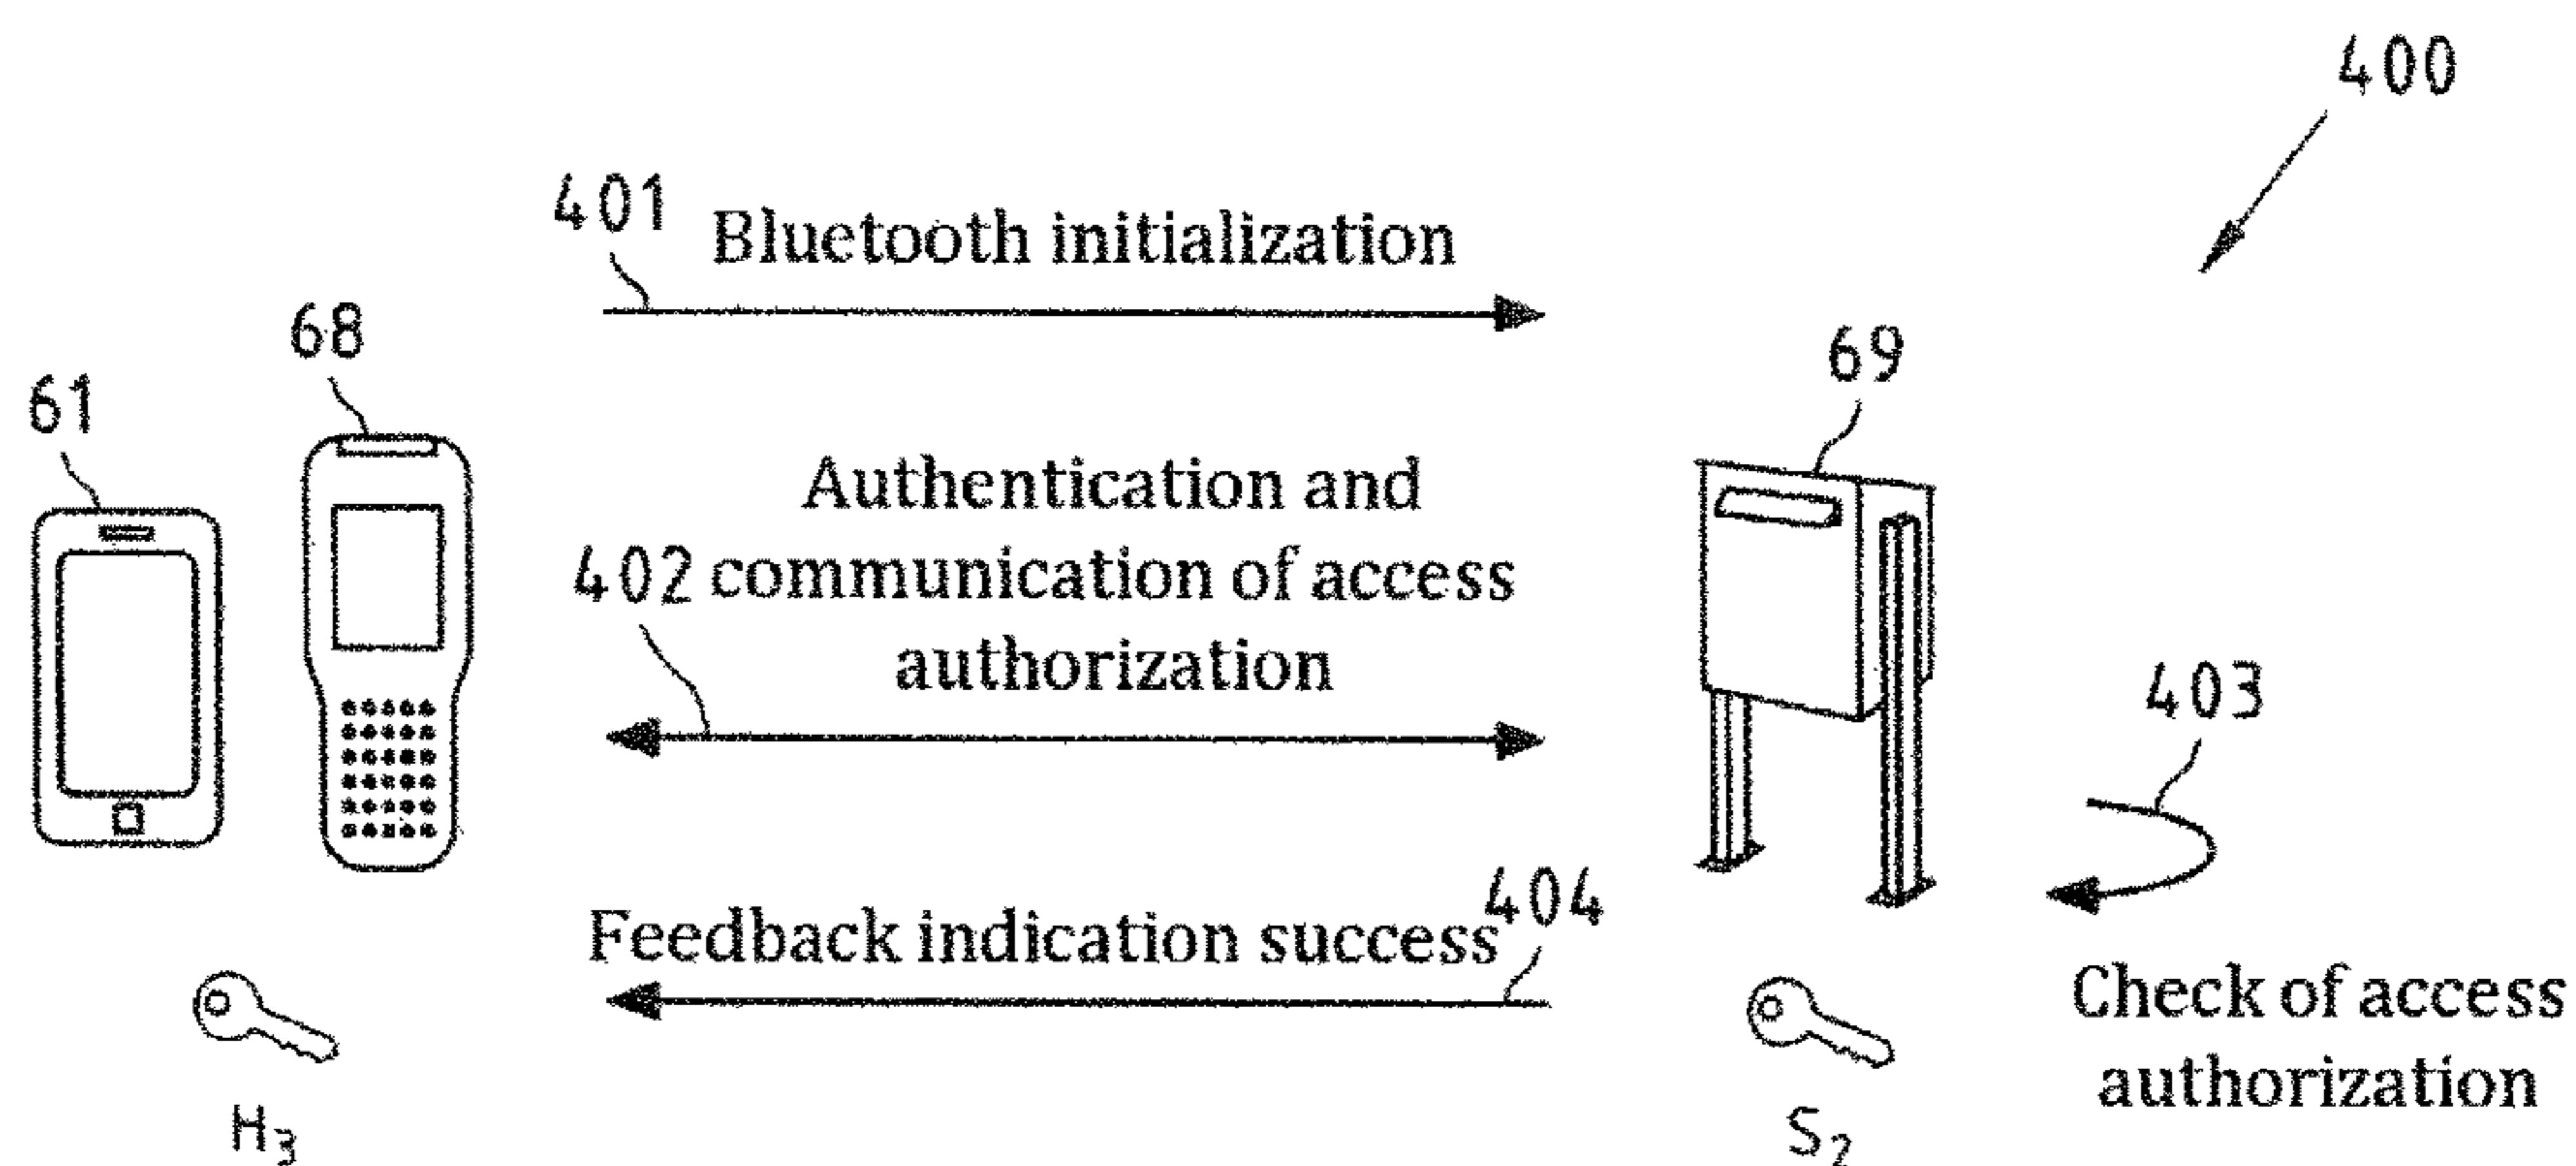 400
401
Bluetooth initialization
68
69
61
Authentication and
402 communication of access
authorization
403
404
Feedback indication success
Check of access
authorization
H3
S2